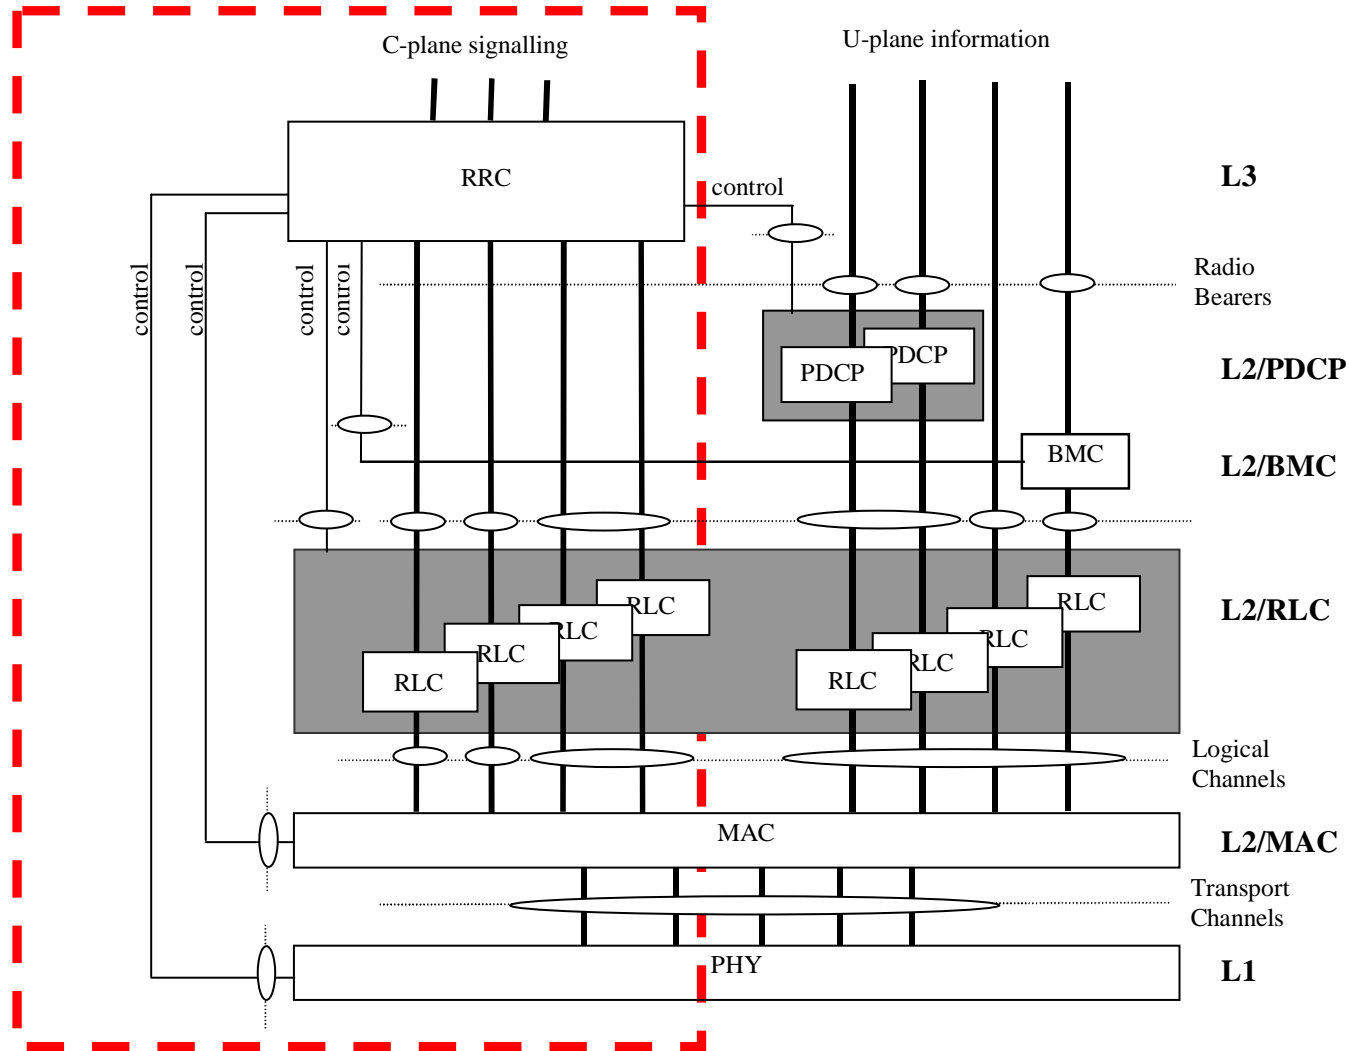 C-plane signalling
U-plane information
RRC
control
L3
control
control
control
control
Radio
Bearers
PDCP
PDCP
L2/PDCP
BMC
L2/BMC
RLC
RLC
RLC
RLC
RLC
RLC
RLC
RLC
L2/RLC
Logical
Channels
MAC
L2/MAC
Transport
Channels
PHY
L1